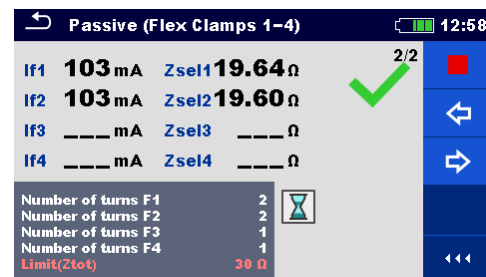 Passive (Flex Clamps 1-4) 12:58
2/2
If1 103 mA Zsel1 19.64 Ω
If2 103 mA Zsel2 19.60 Ω
If3 ___ mA Zsel3 ___ Ω
If4 ___ mA Zsel4 ___ Ω
Number of turns F1 2
Number of turns F2 2
Number of turns F3 1
Number of turns F4 1
Limit(Ztot) 30 Ω